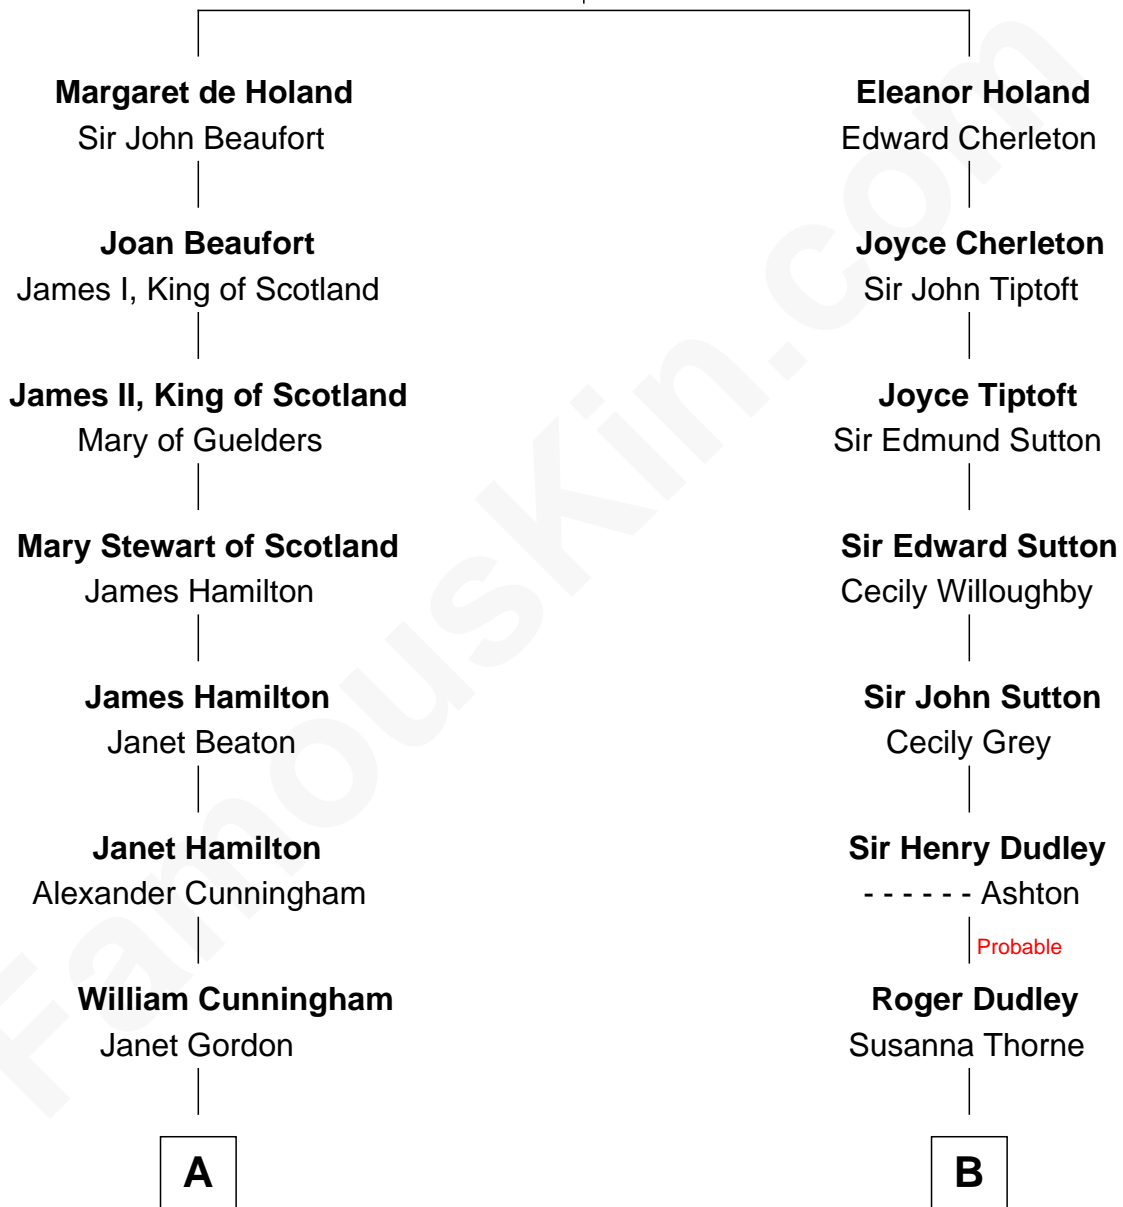 Margaret de Holand
Sir John Beaufort
Joan Beaufort
James I, King of Scotland
James II, King of Scotland
Mary of Guelders
Mary Stewart of Scotland
James Hamilton
James Hamilton
Janet Beaton
Janet Hamilton
Alexander Cunningham
William Cunningham
Janet Gordon
A
Eleanor Holand
Edward Cherleton
Joyce Cherleton
Sir John Tiptoft
Joyce Tiptoft
Sir Edmund Sutton
Sir Edward Sutton
Cecily Willoughby
Sir John Sutton
Cecily Grey
Sir Henry Dudley
- - - - - - Ashton
Probable
Roger Dudley
Susanna Thorne
B
FamousKin.com